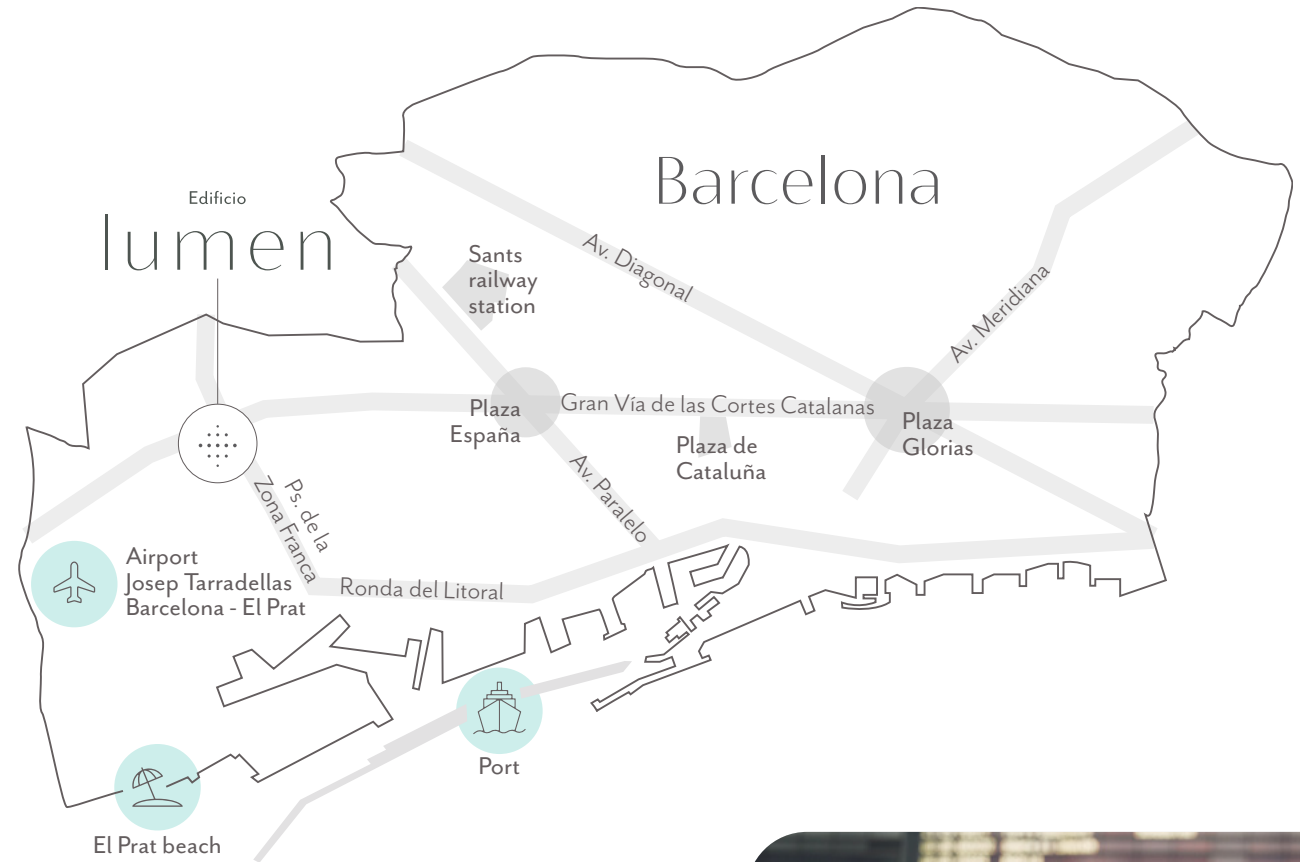 Barcelona
Edificio
lumen
Sants
railway
station
Av. Diagonal
Av. Meridiana
Plaza
España
Gran Vía de las Cortes Catalanas
Plaza
Glorias
Plaza de
Cataluña
Av. Paralelo
Ps. de la
Zona Franca
Airport
Josep Tarradellas
Barcelona - El Prat
Ronda del Litoral
Port
El Prat beach